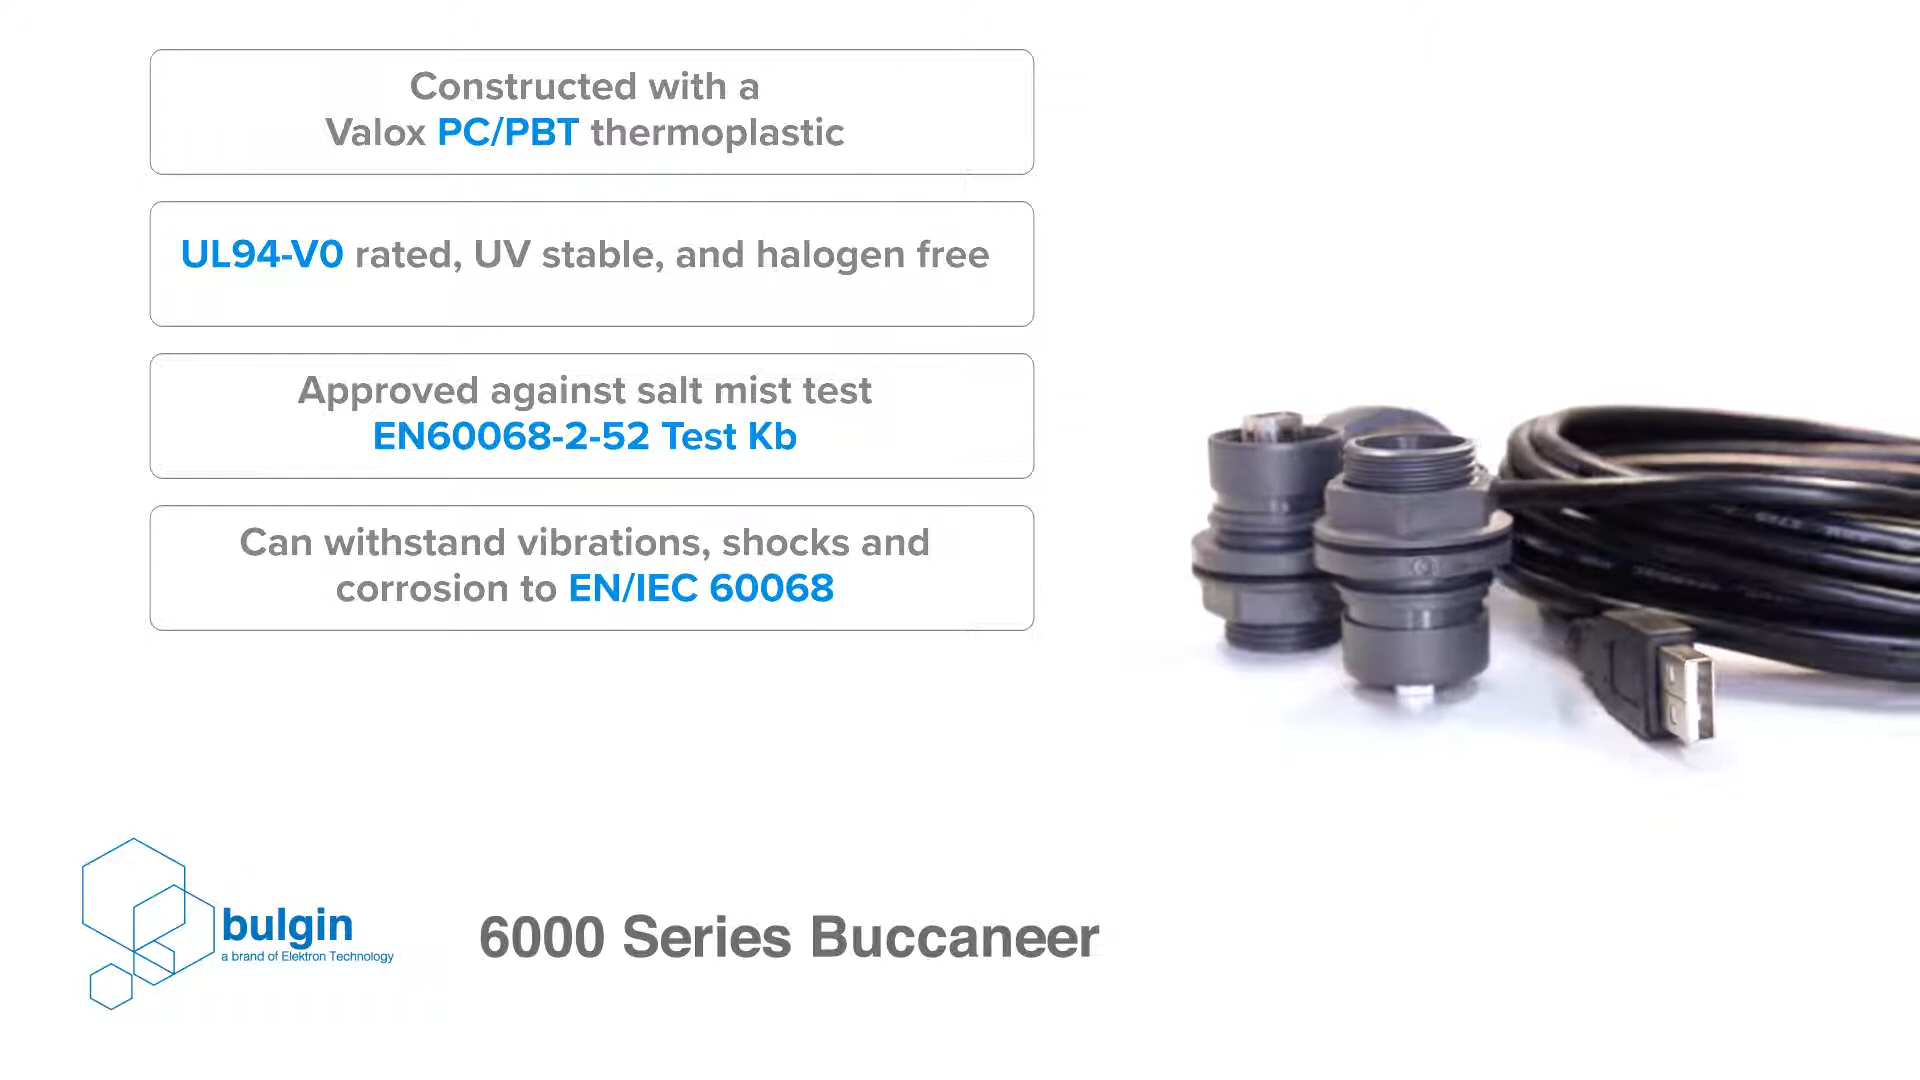 Constructed with a
Valox PC/PBT thermoplastic
UL94-V0 rated, UV stable, and halogen free
Approved against salt mist test
EN60068-2-52 Test Kb
Can withstand vibrations, shocks and
corrosion to EN/IEC 60068
bulgin
a brand of Elektron Technology
6000 Series Buccaneer